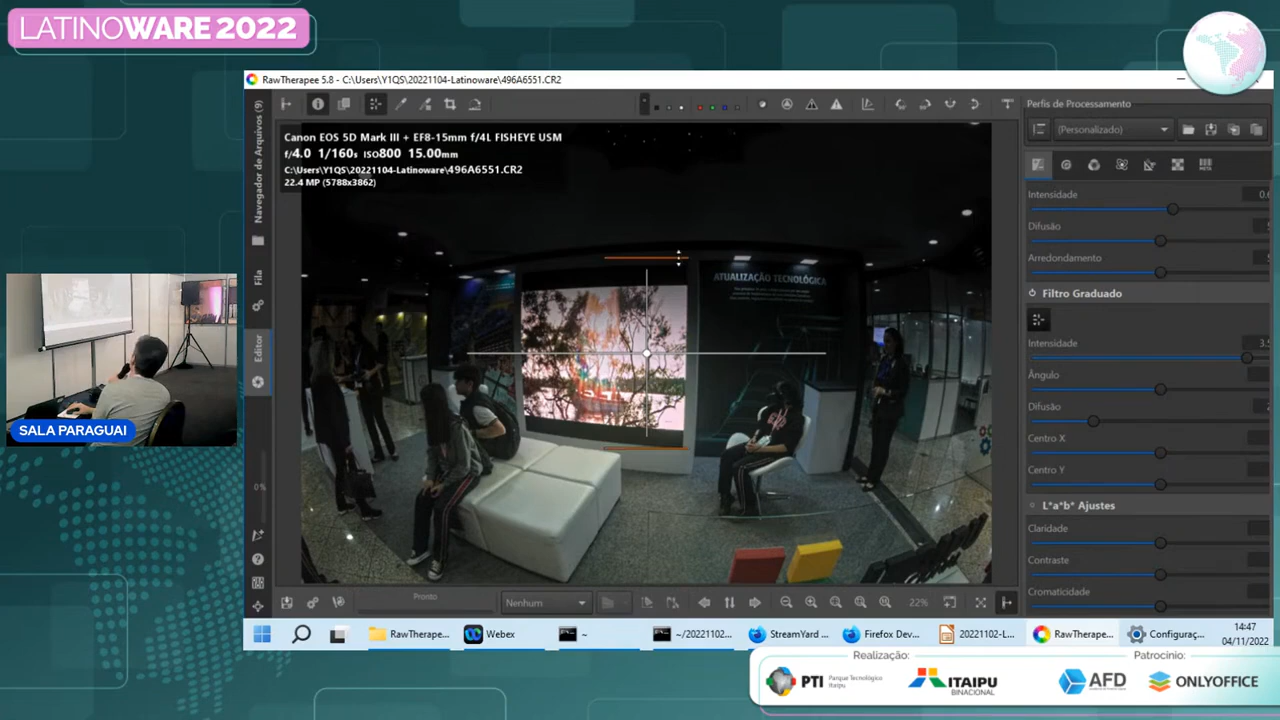 LATINOWARE 2022
RawTherapee 5.8 - C:\Users\Y1QS\20221104-Latinoware\496A6551.CR2
Navegador de Arquivos (9)
Fila
Editor
0%
Canon EOS 5D Mark III + EF8-15mm f/4L FISHEYE USM
f/4.0 1/160s ISO800 15.00mm
C:\Users\Y1QS\20221104-Latinoware\496A6551.CR2
22.4 MP (5788x3862)
ATUALIZAÇÃO TECNOLÓGICA
Perfis de Processamento
(Personalizado)
Intensidade
Difusão
Arredondamento
Filtro Graduado
Intensidade
Ângulo
Difusão
Centro X
Centro Y
L*a*b* Ajustes
Claridade
Contraste
Cromaticidade
Pronto
Nenhum
22%
SALA PARAGUAI
RawTherape...
Webex
~
~/20221102...
StreamYard ...
Firefox Dev...
20221102-L...
RawTherape...
Configuraç...
14:47
04/11/2022
Realização:
Patrocínio:
PTI Parque Tecnológico
Itaipu
ITAIPU
BINACIONAL
AFD
ONLYOFFICE